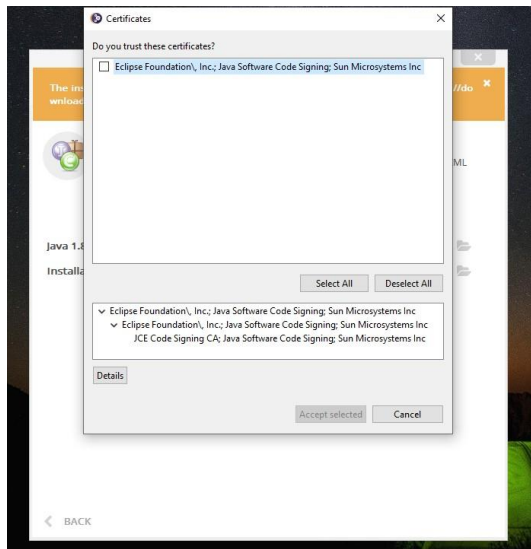 Certificates
Do you trust these certificates?
Eclipse Foundation\, Inc.; Java Software Code Signing; Sun Microsystems Inc
The
//do
wnload
ML
Java 1.8
Select All
Deselect All
Eclipse Foundation\, Inc.; Java Software Code Signing; Sun Microsystems Inc
Eclipse Foundation\, Inc.; Java Software Code Signing; Sun Microsystems Inc
JCE Code Signing CA; Java Software Code Signing; Sun Microsystems Inc
Details
Accept selected
Cancel
BACK